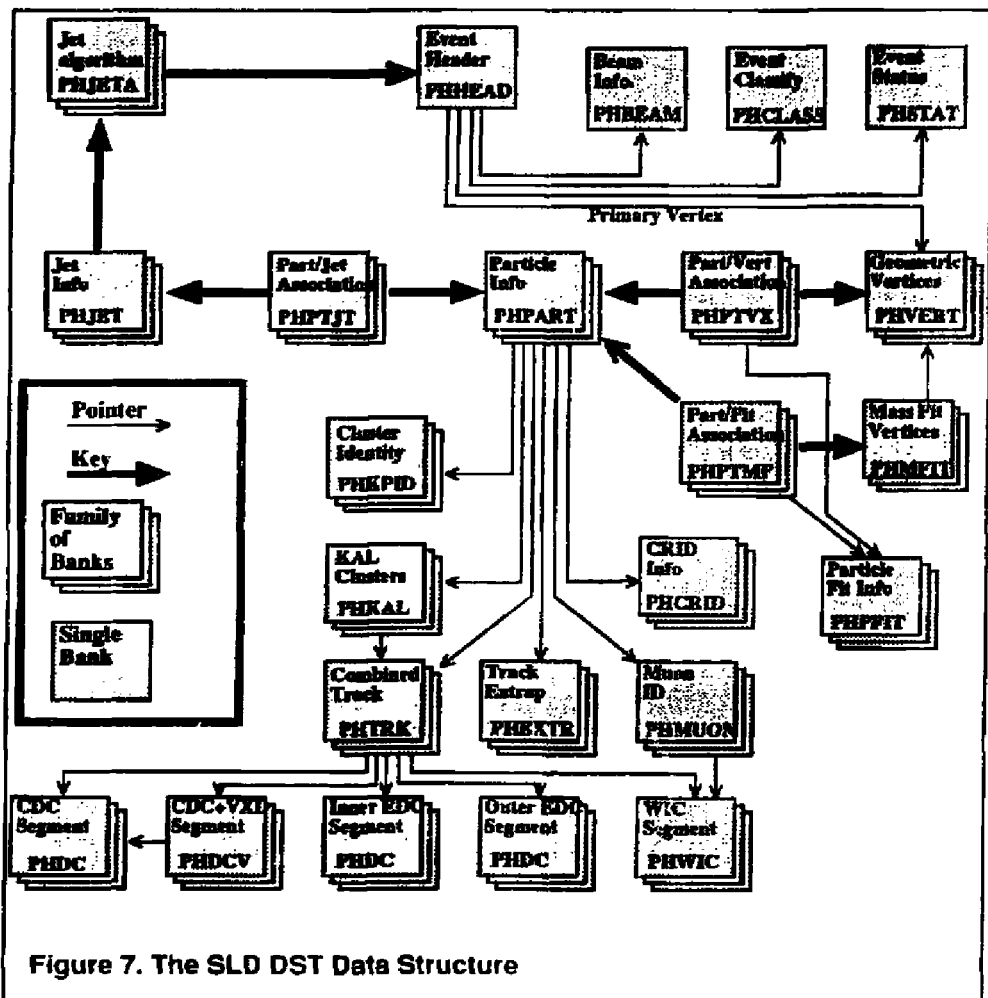 Jet
algorithm
PHJETA
Event
Header
PHHEAD
Beam
Info.
PHBEAM
Event
Classify
PHCLASS
Event
Status
PHSTAT
Primary Vertex
Jet
Info
PHJET
Part/Jet
Association
PHPTJT
Particle
Info
PHPART
Part/Vert
Association
PHPTVX
Geometric
Vertices
PHVERT
Pointer
Key
Family
of
Banks
Single
Bank
Cluster
Identity
PHKPID
Part/Fit
Association
PHPTMF
Mass Fit
Vertices
PHMFIT
KAL
Clusters
PHKAL
CRID
Info
PHCRID
Particle
Fit Info
PHPFIT
Combined
Track
PHTRK
Track
Extrap
PHEXTR
Muon
ID
PHMUON
CDC
Segment
PHDC
CDC+VXD
Segment
PHDCV
Inner EDC
Segment
PHDC
Outer EDC
Segment
PHDC
WIC
Segment
PHWIC
Figure 7. The SLD DST Data Structure